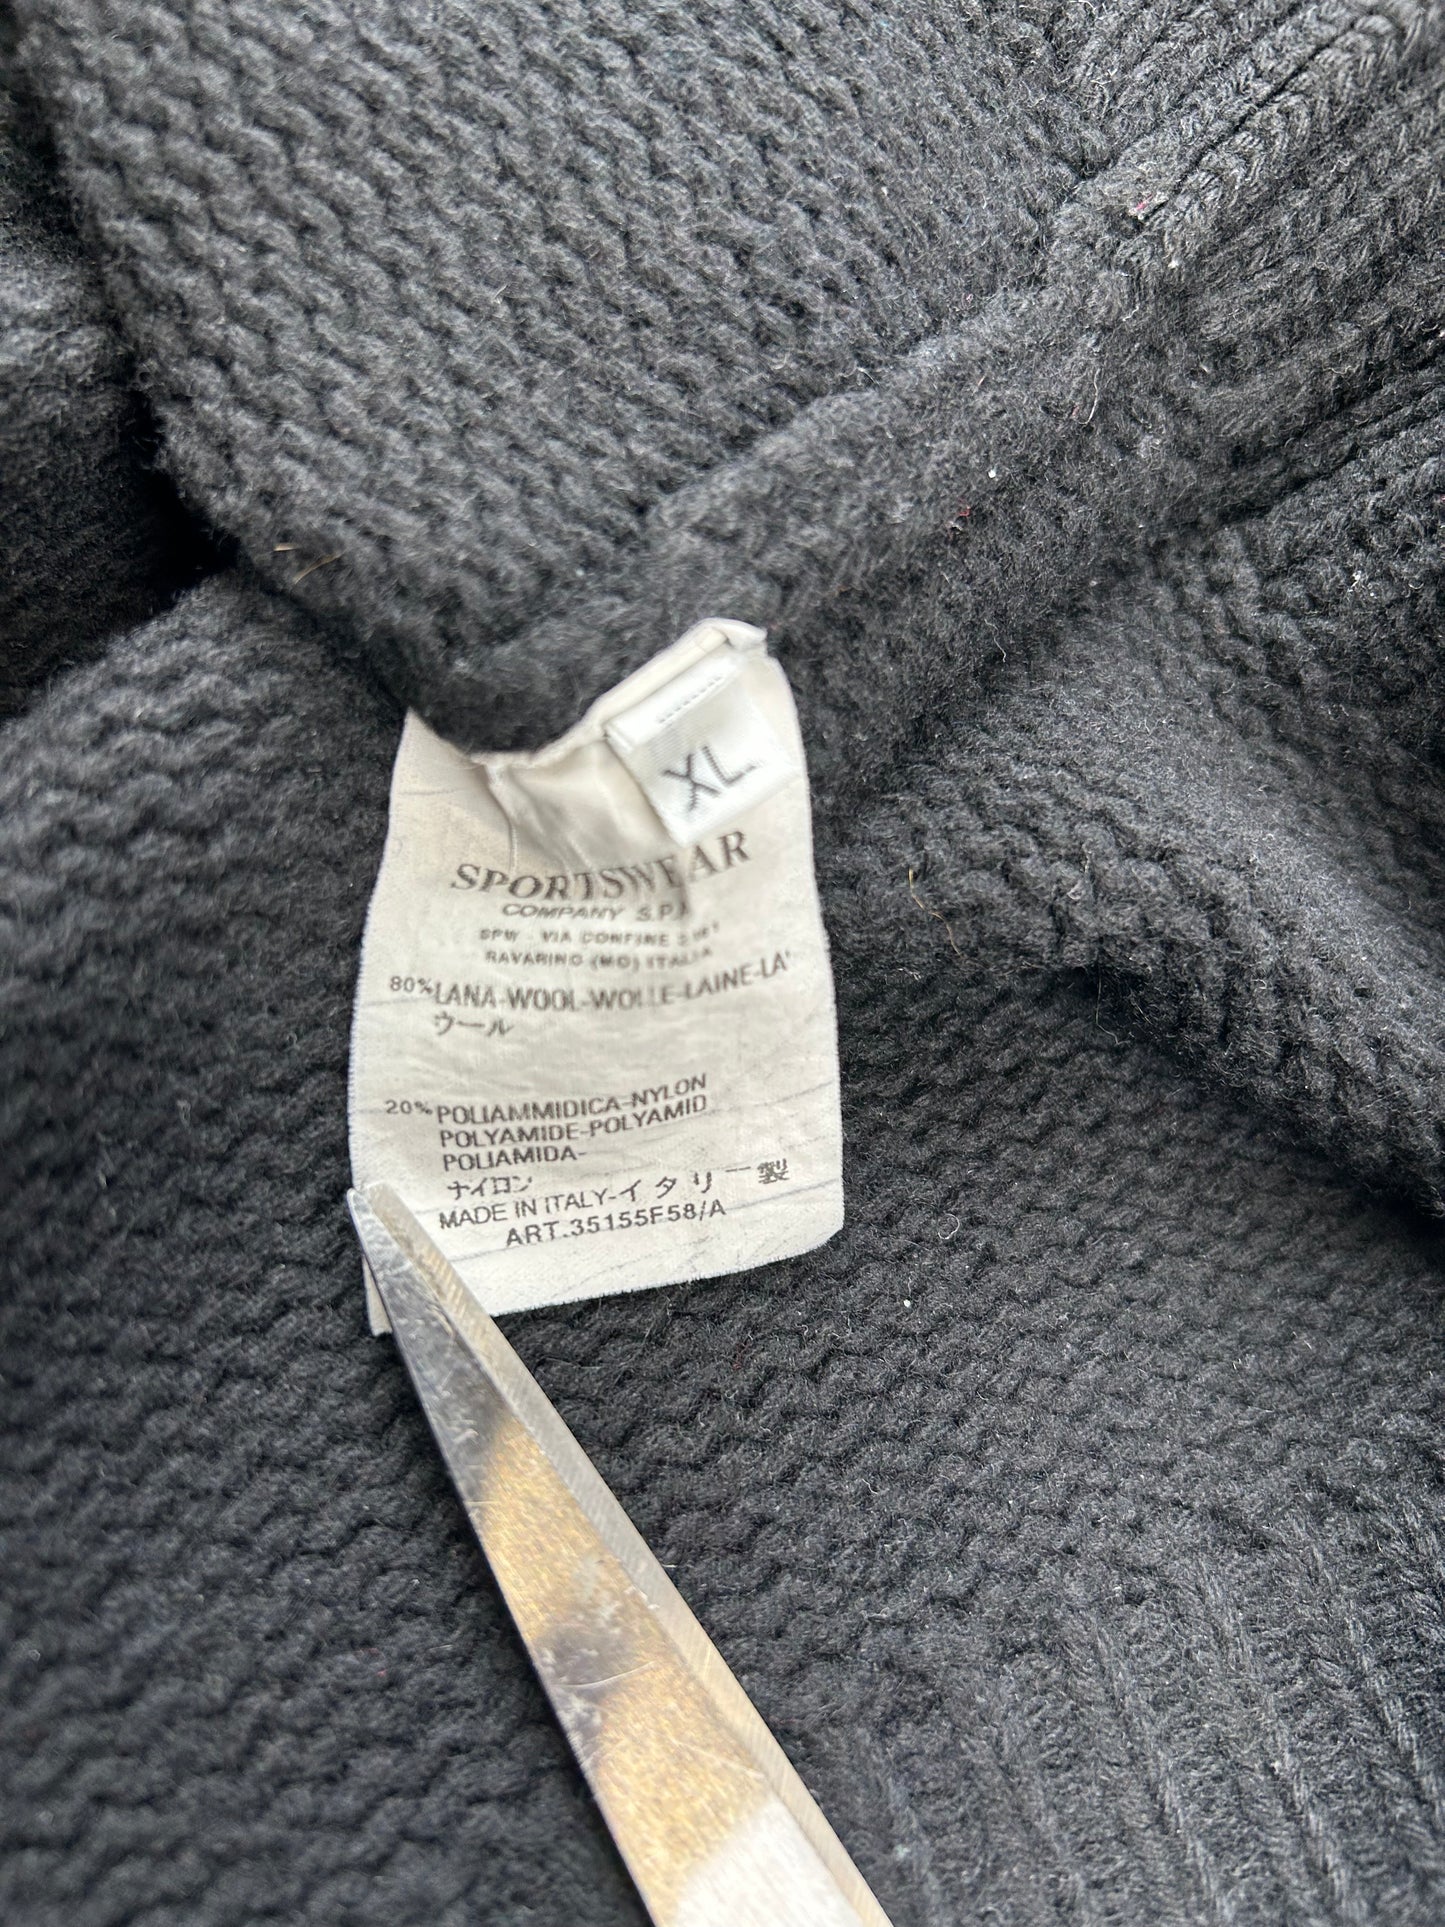 XL
SPORTSWEAR
COMPANY S.P.A
SPW - VIA CONFINE
RAVARINO (MO) ITALIA
80% LANA-WOOL-WOLLE-LAINE-LA'
ウール
20% POLIAMMIDICA-NYLON
POLYAMIDE-POLYAMID
POLIAMIDA-
ナイロン
MADE IN ITALY-イタリー製
ART.35155F58/A